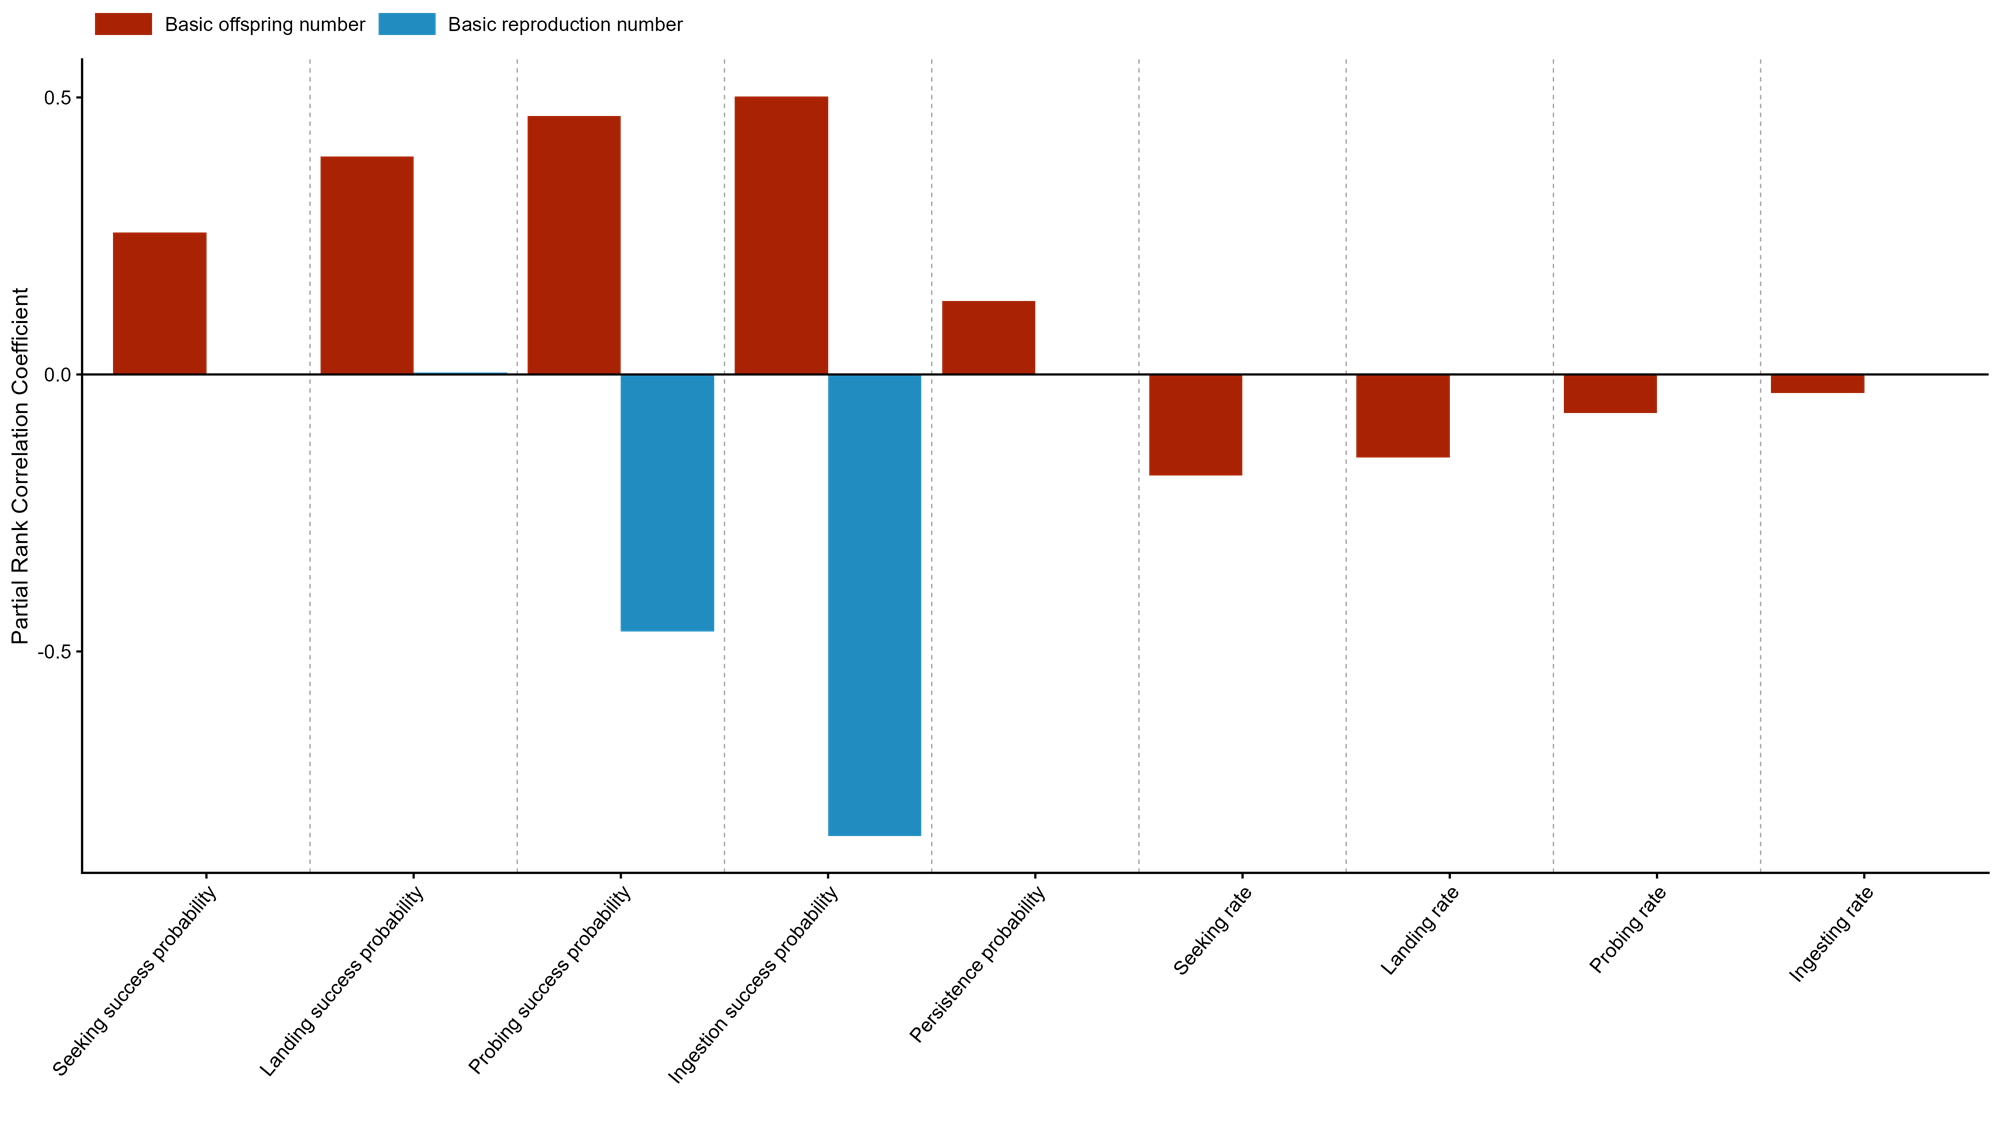 Basic offspring number Basic reproduction number
Partial Rank Correlation Coefficient
0.5
0.0
-0.5
Seeking success probability
Landing success probability
Probing success probability
Ingestion success probability
Persistence probability
Seeking rate
Landing rate
Probing rate
Ingesting rate